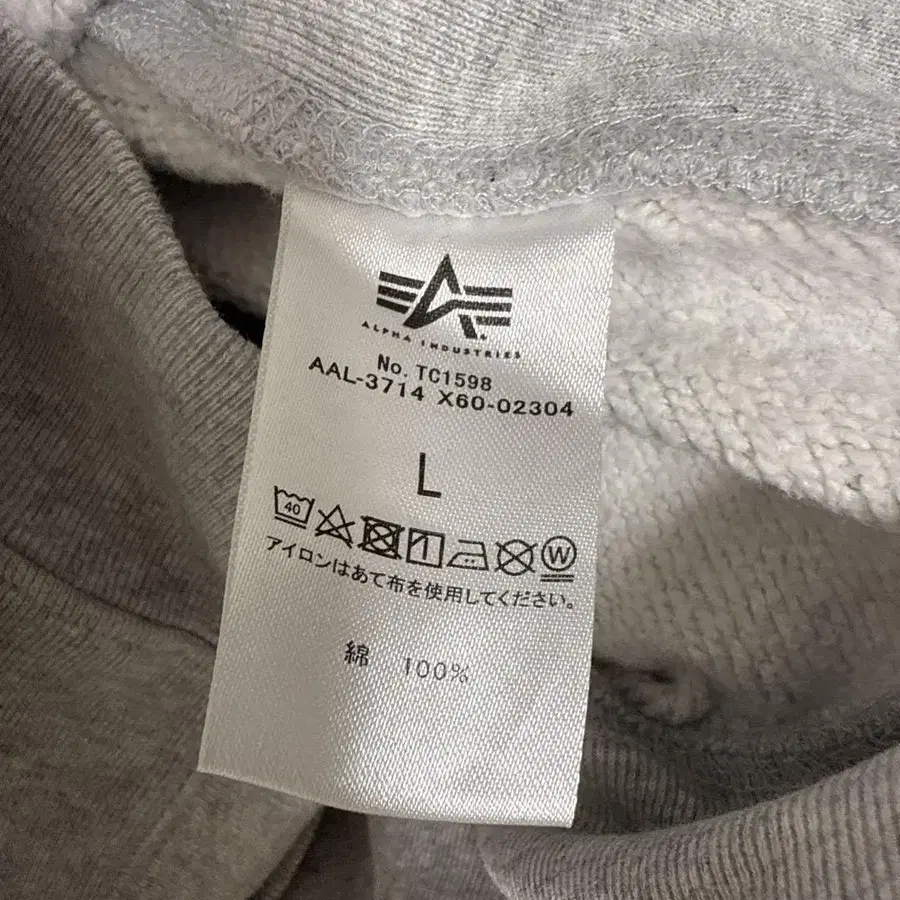 ALPHA INDUSTRIES
No. TC1598
AAL-3714 X60-02304
L
40 W
アイロンはあて布を使用してください。
綿 100%